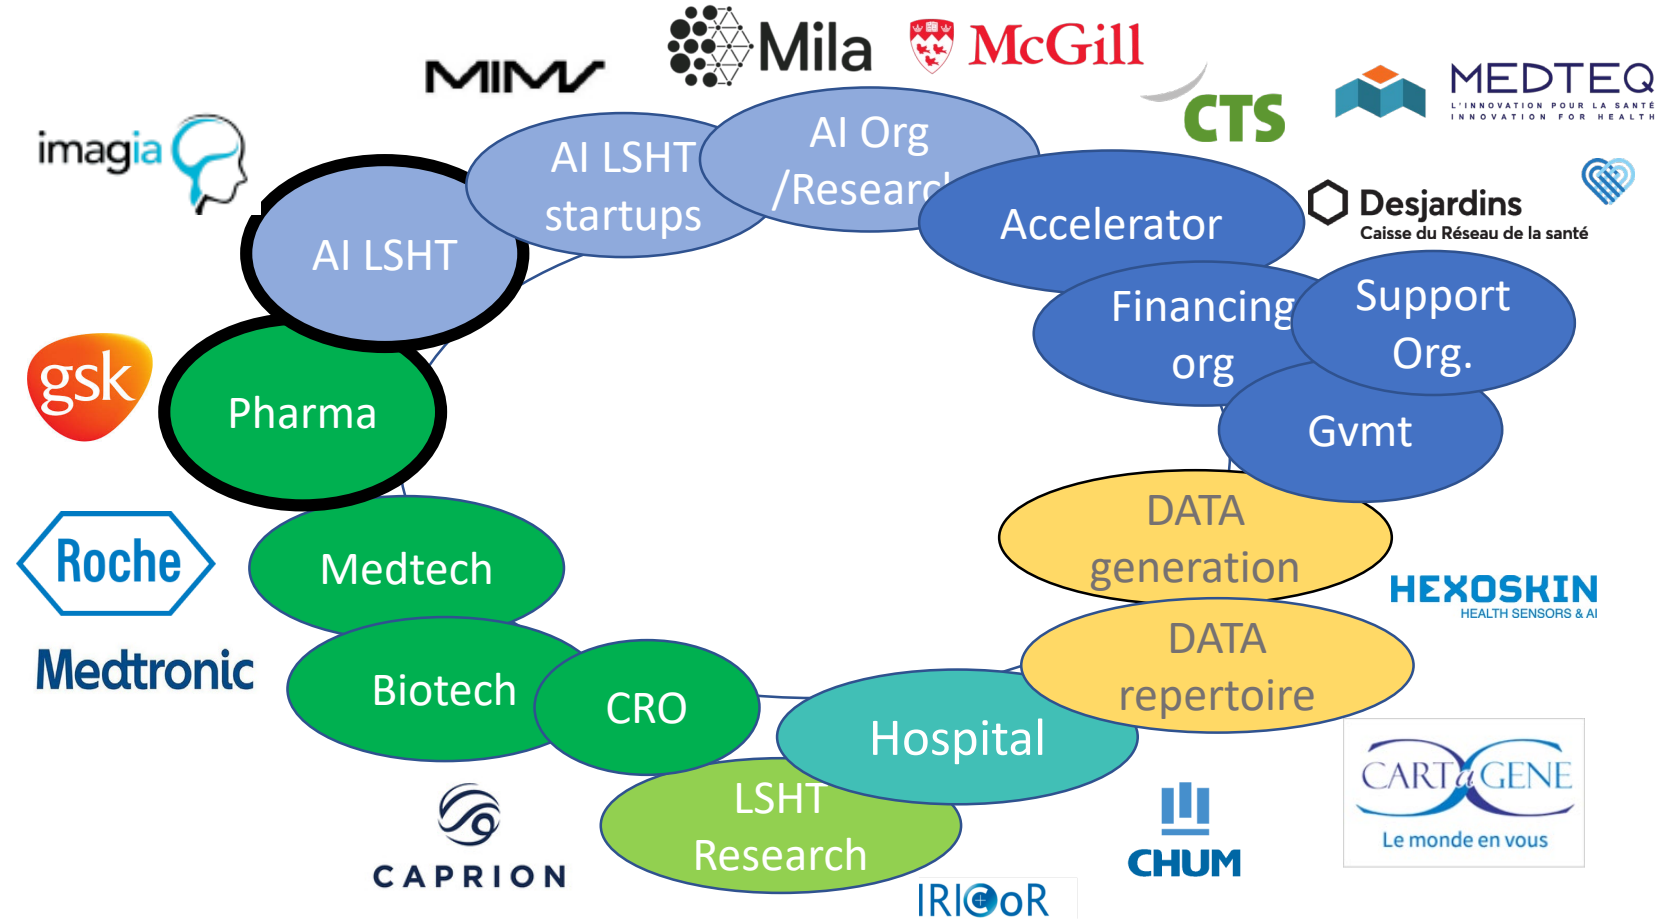 MIMs
Mila
McGill
CTS
MEDTEQ
L'INNOVATION POUR LA SANTÉ
INNOVATION FOR HEALTH
imagia
AI LSHT
startups
AI Org
/Research
Accelerator
Desjardins
Caisse du Réseau de la santé
AI LSHT
Financing
org
Support
Org.
gsk
Pharma
Gvmt
DATA
generation
Roche
Medtech
HEXOSKIN
HEALTH SENSORS & AI
DATA
repertoire
Medtronic
Biotech
CRO
Hospital
CARTaGENE
Le monde en vous
LSHT
Research
CAPRION
CHUM
IRICoR